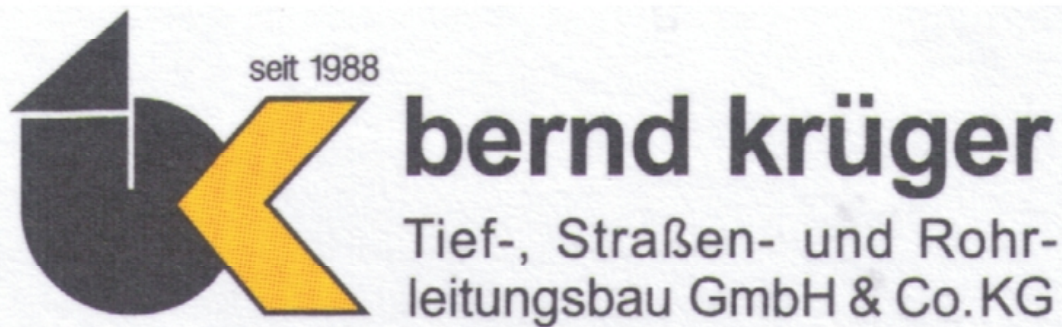 seit 1988
bernd krüger
Tief-, Straßen- und Rohr-
leitungsbau GmbH & Co. KG